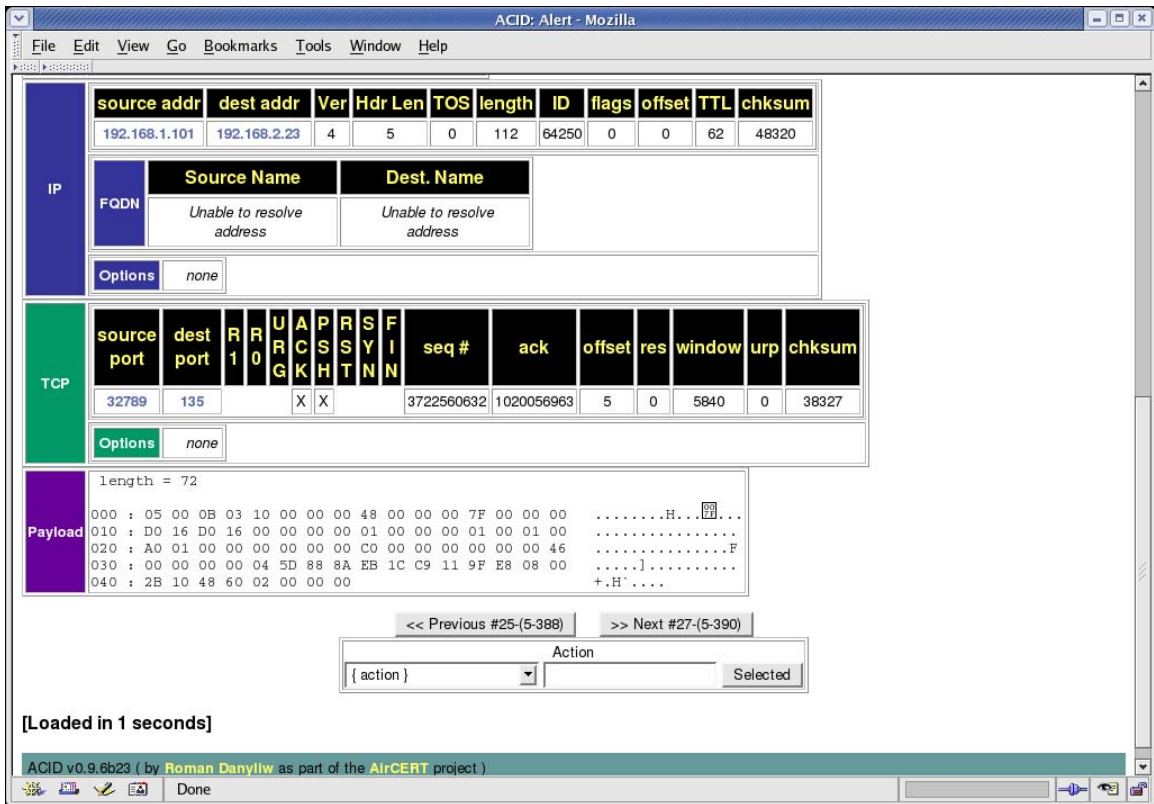 ACID: Alert - Mozilla
File Edit View Go Bookmarks Tools Window Help
IP
source addr dest addr Ver Hdr Len TOS length ID flags offset TTL chksum
192.168.1.101 192.168.2.23 4 5 0 112 64250 0 0 62 48320
FQDN
Source Name Dest. Name
Unable to resolve address Unable to resolve address
Options none
TCP
source port dest port R1 R0 URG ACK PSH RST SYN FIN seq # ack offset res window urp chksum
32789 135 X X 3722560632 1020056963 5 0 5840 0 38327
Options none
Payload
length = 72
000 : 05 00 0B 03 10 00 00 00 48 00 00 00 7F 00 00 00 ........H...007F...
010 : D0 16 D0 16 00 00 00 00 01 00 00 00 01 00 01 00 ................
020 : A0 01 00 00 00 00 00 00 C0 00 00 00 00 00 00 46 ...............F
030 : 00 00 00 00 04 5D 88 8A EB 1C C9 11 9F E8 08 00 .....]..........
040 : 2B 10 48 60 02 00 00 00 +.H`....
<< Previous #25-(5-388) >> Next #27-(5-390)
Action
{ action } Selected
[Loaded in 1 seconds]
ACID v0.9.6b23 ( by Roman Danyliw as part of the AirCERT project )
Done